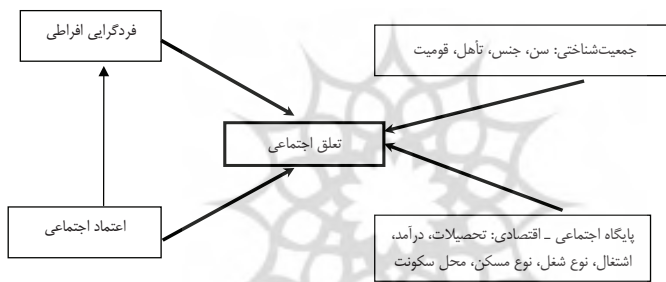 فردگرایی افراطی
جمعیت‌شناختی: سن، جنس، تأهل، قومیت
تعلق اجتماعی
اعتماد اجتماعی
پایگاه اجتماعی ـ اقتصادی: تحصیلات، درآمد،
اشتغال، نوع شغل، نوع مسکن، محل سکونت